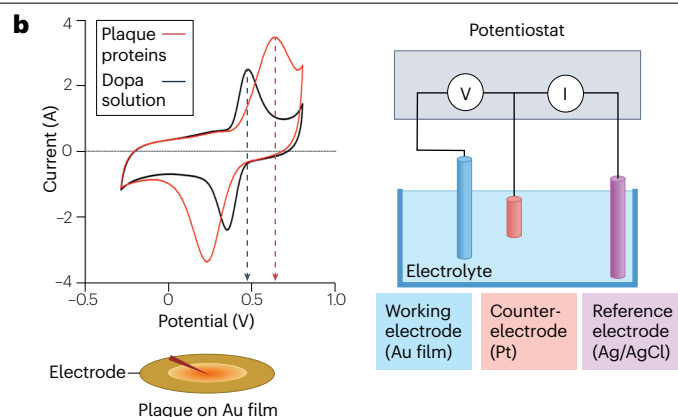 b
Plaque
proteins
Dopa
solution
4
2
0
−2
−4
Current (A)
−0.5
0
0.5
1.0
Potential (V)
Electrode
Plaque on Au film
Potentiostat
V
I
Electrolyte
Working
electrode
(Au film)
Counter-
electrode
(Pt)
Reference
electrode
(Ag/AgCl)